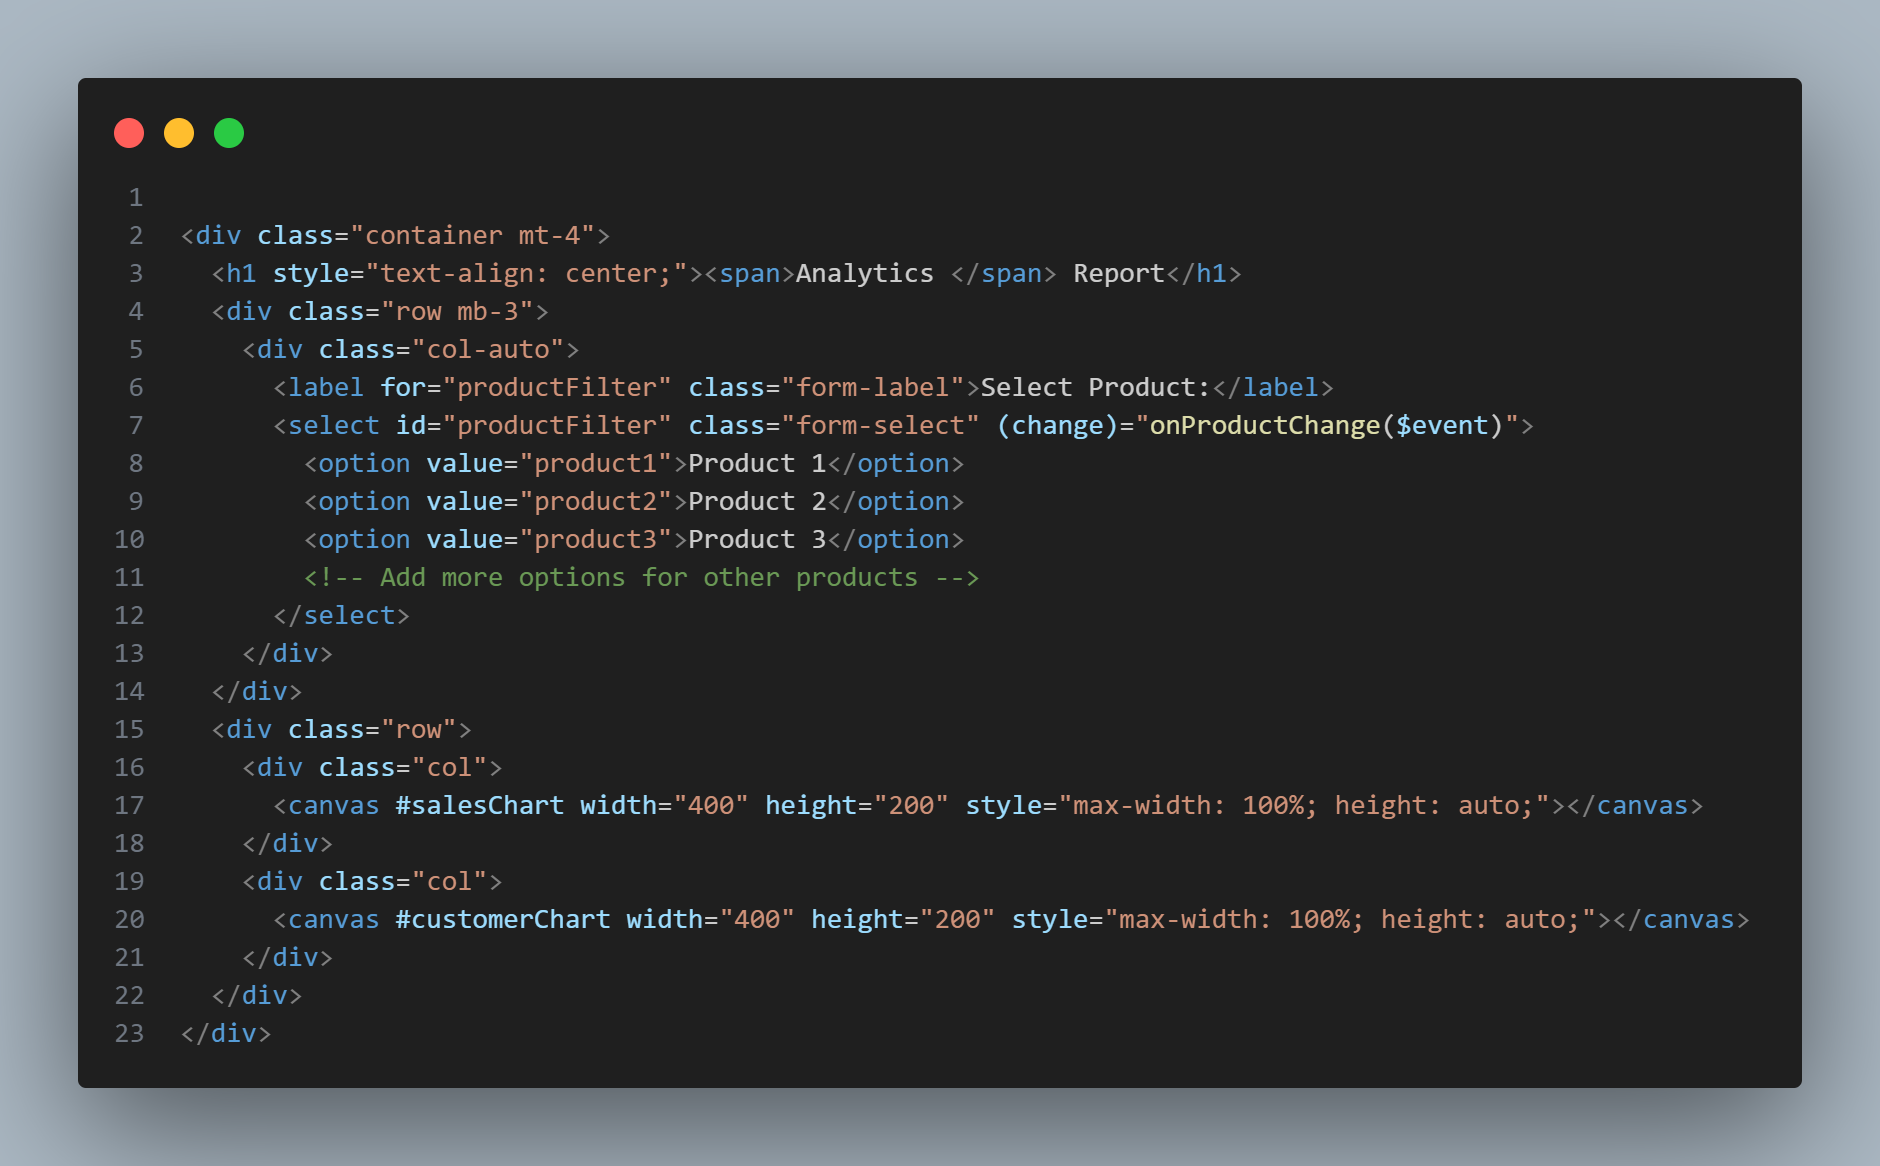 1
2 <div class="container mt-4">
3   <h1 style="text-align: center;"><span>Analytics </span> Report</h1>
4   <div class="row mb-3">
5     <div class="col-auto">
6       <label for="productFilter" class="form-label">Select Product:</label>
7       <select id="productFilter" class="form-select" (change)="onProductChange($event)">
8         <option value="product1">Product 1</option>
9         <option value="product2">Product 2</option>
10         <option value="product3">Product 3</option>
11         <!-- Add more options for other products -->
12       </select>
13     </div>
14   </div>
15   <div class="row">
16     <div class="col">
17       <canvas #salesChart width="400" height="200" style="max-width: 100%; height: auto;"></canvas>
18     </div>
19     <div class="col">
20       <canvas #customerChart width="400" height="200" style="max-width: 100%; height: auto;"></canvas>
21     </div>
22   </div>
23 </div>